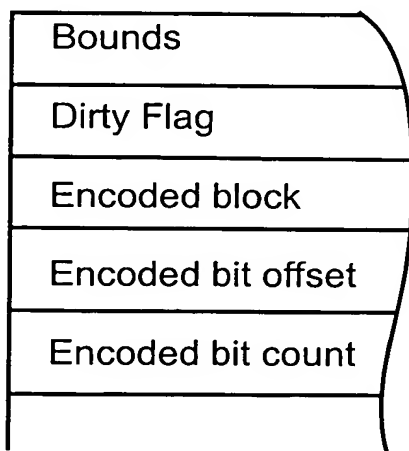 Bounds
Dirty Flag
Encoded block
Encoded bit offset
Encoded bit count